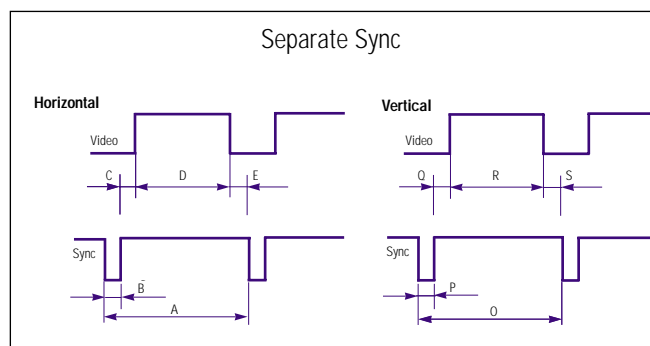 Separate Sync
Horizontal
Vertical
Video
Video
C
D
E
Q
R
S
Sync
Sync
B
P
A
O